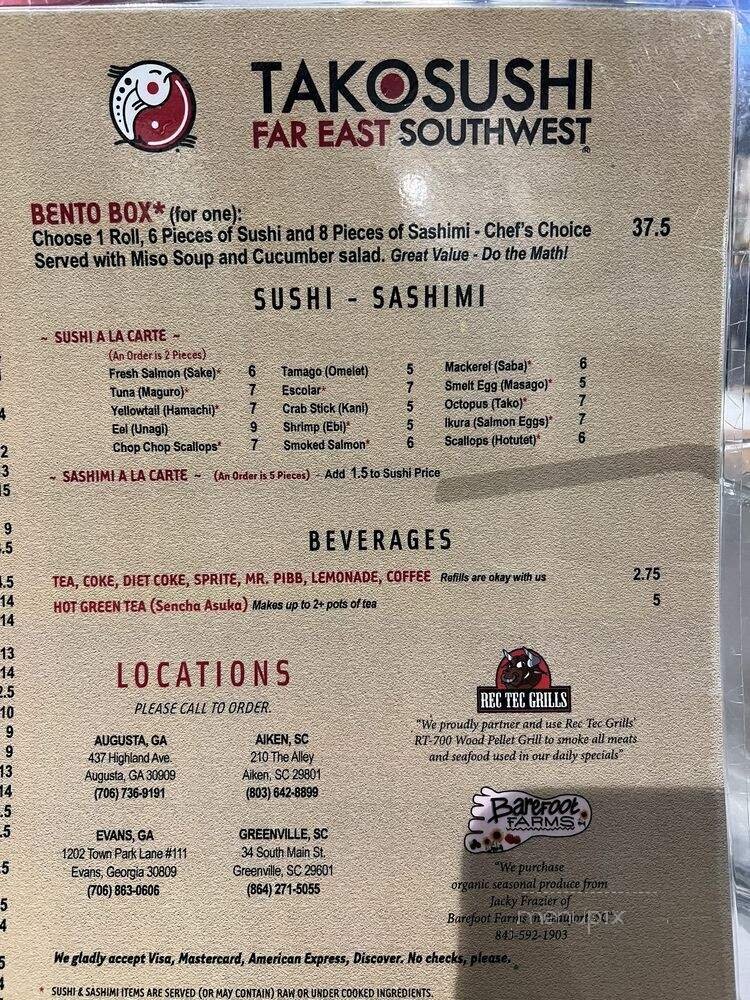 TAKOSUSHI
FAR EAST SOUTHWEST
BENTO BOX* (for one):
Choose 1 Roll, 6 Pieces of Sushi and 8 Pieces of Sashimi - Chef's Choice 37.5
Served with Miso Soup and Cucumber salad. Great Value - Do the Math!
SUSHI - SASHIMI
~ SUSHI A LA CARTE ~
(An Order is 2 Pieces)
Fresh Salmon (Sake)* 6 Tamago (Omelet) 5 Mackerel (Saba)* 6
Tuna (Maguro)* 7 Escolar* 7 Smelt Egg (Masago)* 5
Yellowtail (Hamachi)* 7 Crab Stick (Kani) 5 Octopus (Tako)* 7
Eel (Unagi) 9 Shrimp (Ebi)* 5 Ikura (Salmon Eggs)* 7
Chop Chop Scallops* 7 Smoked Salmon* 6 Scallops (Hotutet)* 6
~ SASHIMI A LA CARTE ~ (An Order is 5 Pieces) - Add 1.5 to Sushi Price
BEVERAGES
TEA, COKE, DIET COKE, SPRITE, MR. PIBB, LEMONADE, COFFEE Refills are okay with us 2.75
HOT GREEN TEA (Sencha Asuka) Makes up to 2+ pots of tea 5
LOCATIONS
PLEASE CALL TO ORDER.
AUGUSTA, GA
437 Highland Ave.
Augusta, GA 30909
(706) 736-9191
AIKEN, SC
210 The Alley
Aiken, SC 29801
(803) 642-8899
EVANS, GA
1202 Town Park Lane #111
Evans, Georgia 30809
(706) 863-0606
GREENVILLE, SC
34 South Main St.
Greenville, SC 29601
(864) 271-5055
REC TEC GRILLS
"We proudly partner and use Rec Tec Grills'
RT-700 Wood Pellet Grill to smoke all meats
and seafood used in our daily specials"
Barefoot
FARMS
"We purchase
organic seasonal produce from
Jacky Frazier of
Barefoot Farms in Beaufort SC"
843-592-1903
menupix
We gladly accept Visa, Mastercard, American Express, Discover. No checks, please.
* SUSHI & SASHIMI ITEMS ARE SERVED (OR MAY CONTAIN) RAW OR UNDER COOKED INGREDIENTS.